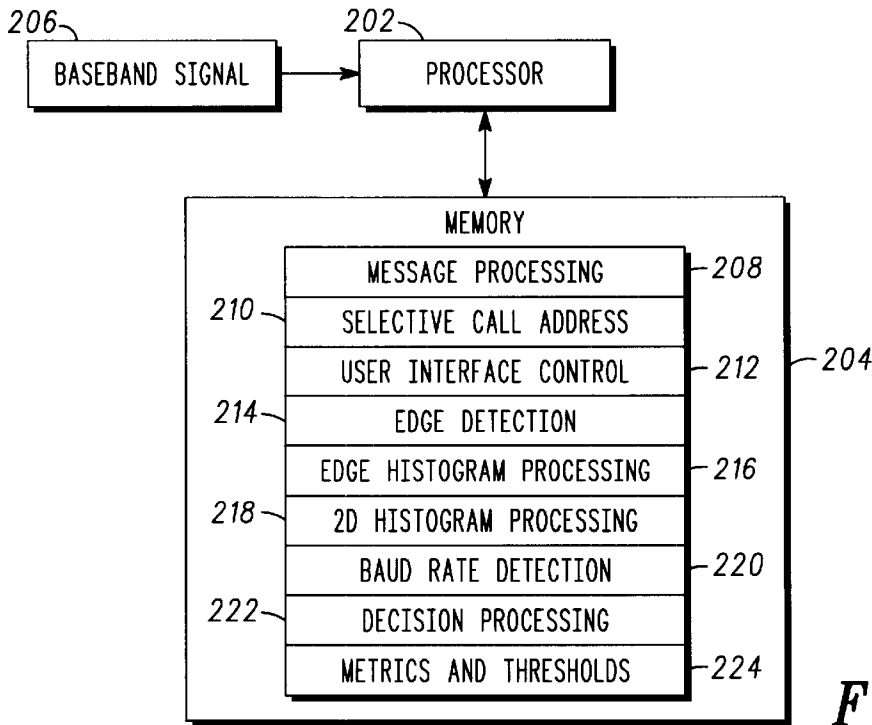 206
202
BASEBAND SIGNAL
PROCESSOR
MEMORY
MESSAGE PROCESSING
208
210
SELECTIVE CALL ADDRESS
USER INTERFACE CONTROL
212
204
214
EDGE DETECTION
EDGE HISTOGRAM PROCESSING
216
218
2D HISTOGRAM PROCESSING
BAUD RATE DETECTION
220
222
DECISION PROCESSING
METRICS AND THRESHOLDS
224
F